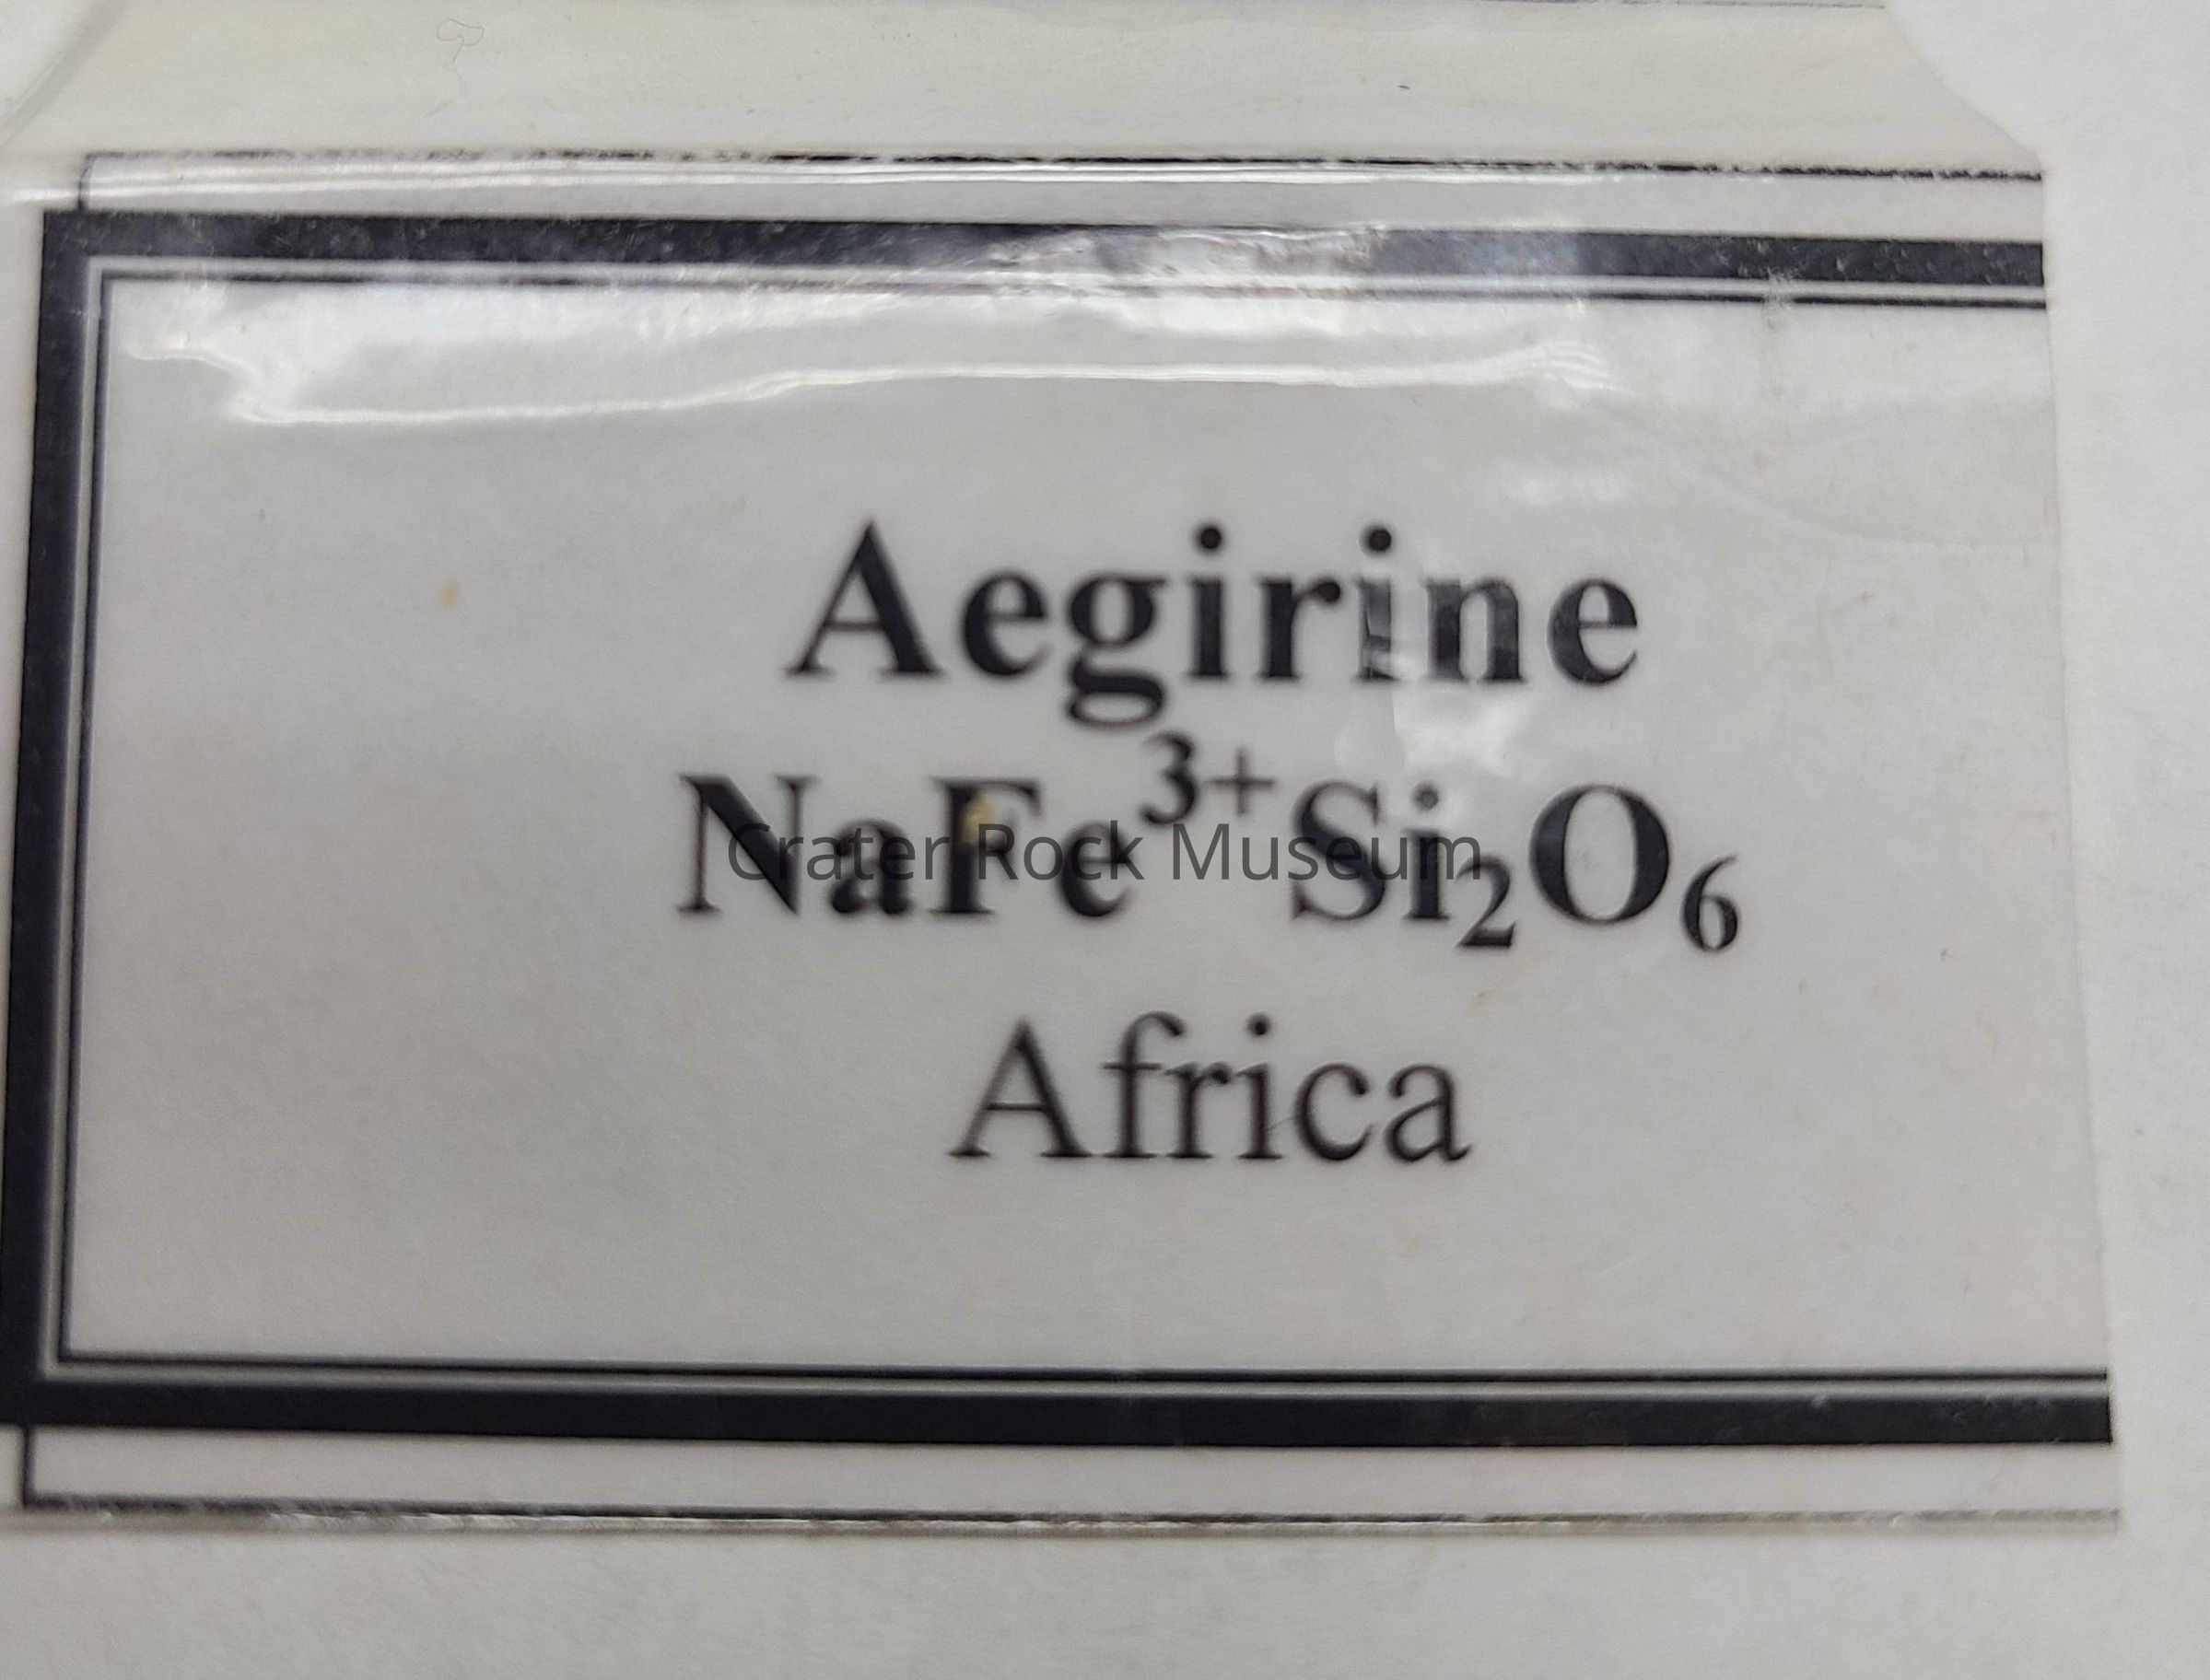 Aegirine
NaFe³⁺Si₂O₆
Crater Rock Museum
Africa